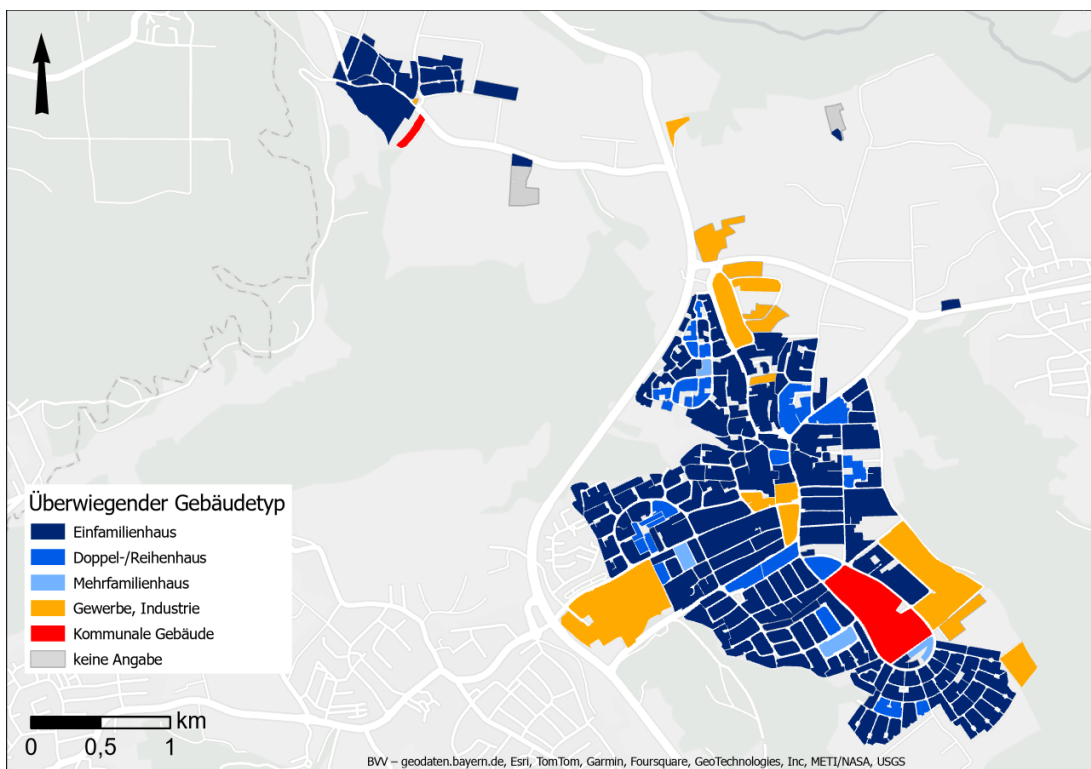 Überwiegender Gebäudetyp
Einfamilienhaus
Doppel-/Reihenhaus
Mehrfamilienhaus
Gewerbe, Industrie
Kommunale Gebäude
keine Angabe
km
0 0,5 1
BVV – geodaten.bayern.de, Esri, TomTom, Garmin, Foursquare, GeoTechnologies, Inc, METI/NASA, USGS